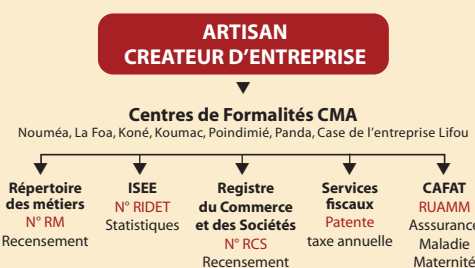 ARTISAN
CREATEUR D'ENTREPRISE
Centres de Formalités CMA
Nouméa, La Foa, Koné, Koumac, Poindimié, Panda, Case de l'entreprise Lifou
Répertoire
des métiers
N° RM
Recensement
ISEE
N° RIDET
Statistiques
Registre
du Commerce
et des Sociétés
N° RCS
Recensement
Services
fiscaux
Patente
taxe annuelle
CAFAT
RUAMM
Asssurance
Maladie
Maternité